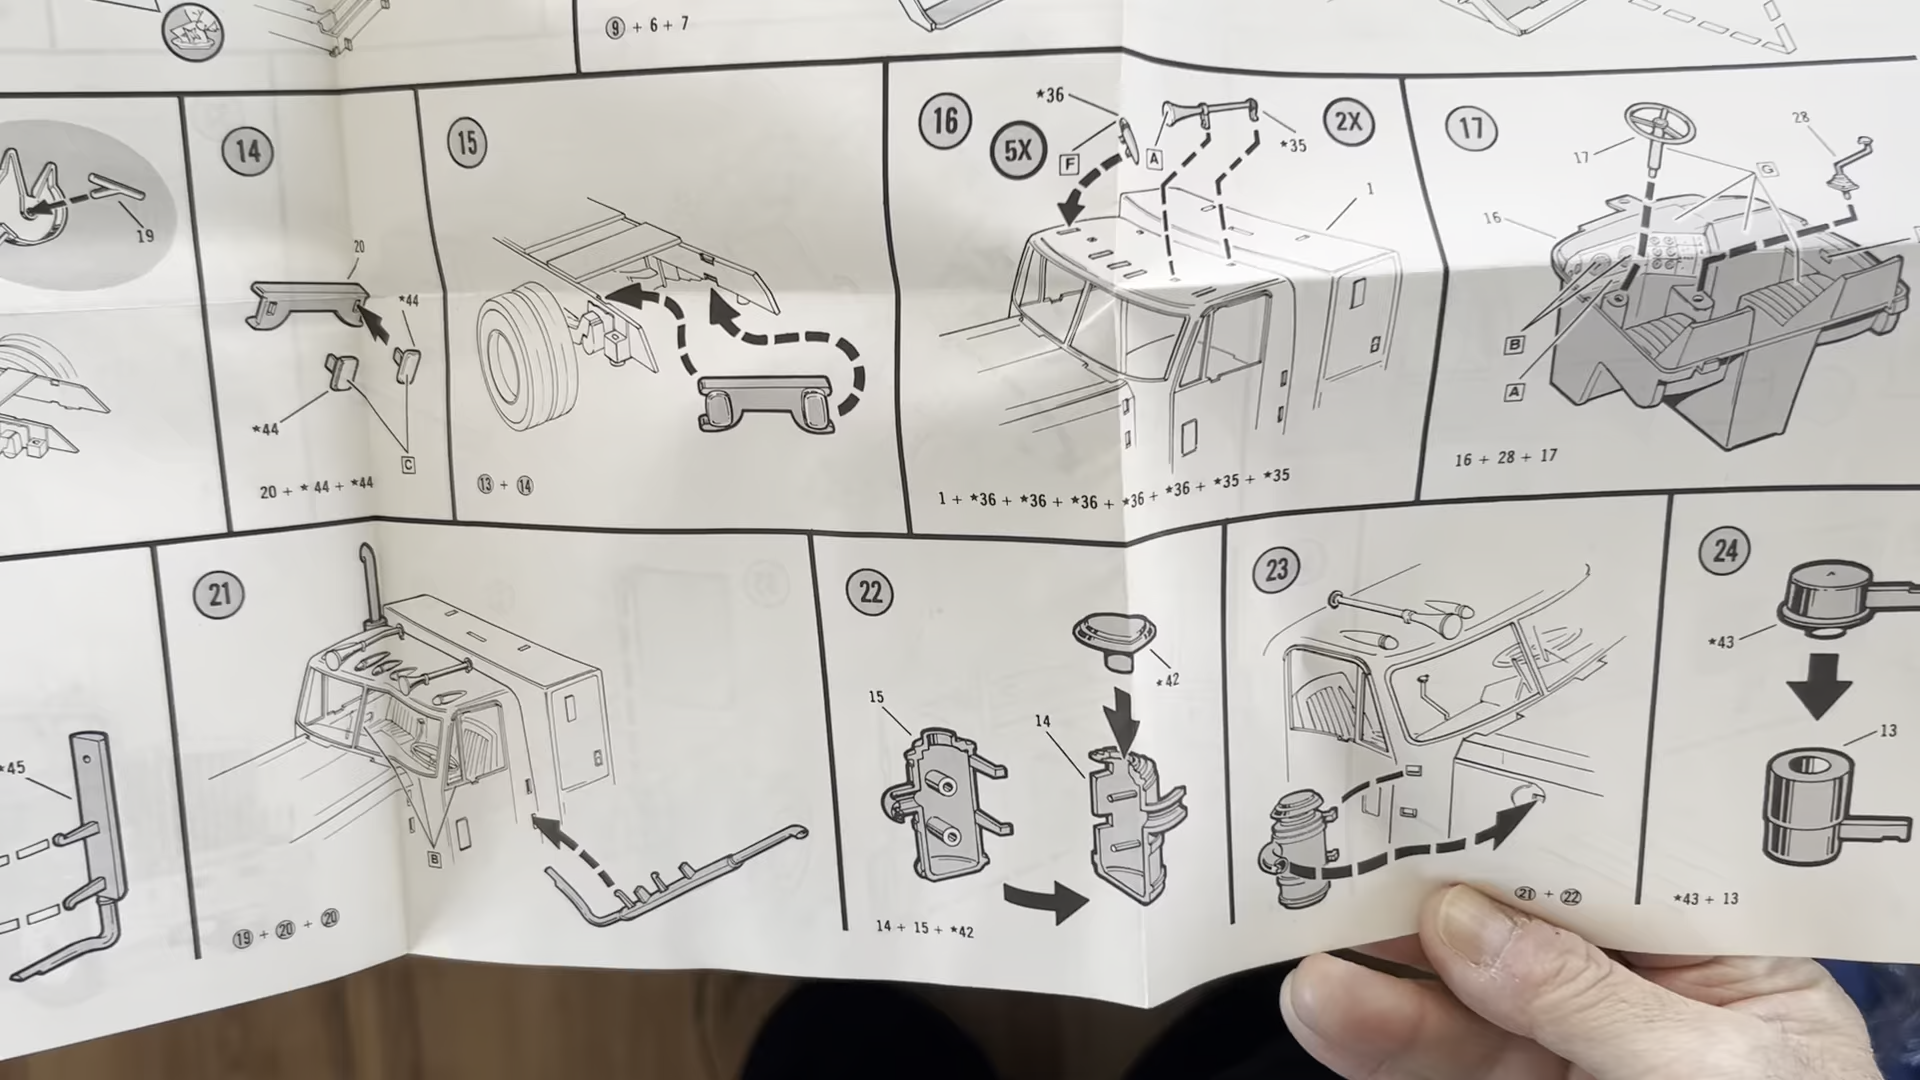 ⑨ + 6 + 7
19
14
20
*44
*44
C
20 + *44 + *44
15
⑬ + ⑭
16
5X
*36
F
A
*35
2X
1
1 + *36 + *36 + *36 + *36 + *36 + *35 + *35
17
17
28
G
16
B
A
16 + 28 + 17
*45
21
B
⑲ + ⑳ + ⑳
22
15
14
*42
14 + 15 + *42
23
㉑ + ㉒
24
*43
13
*43 + 13